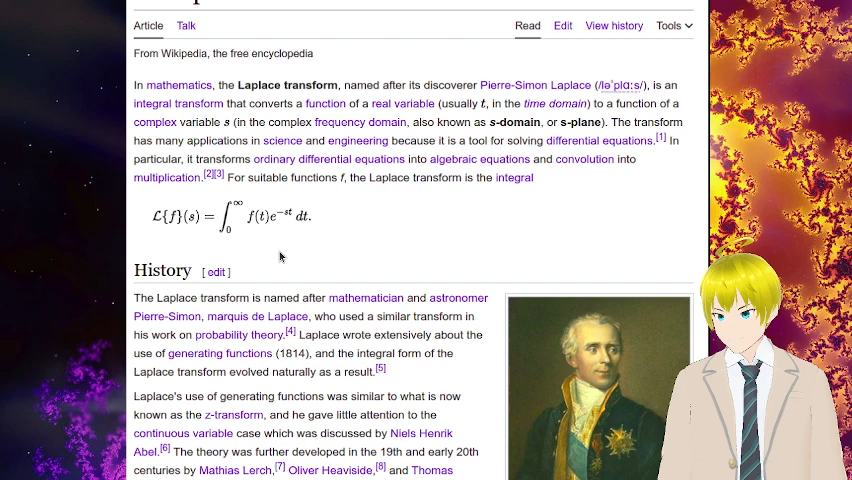 Article Talk Read Edit View history Tools
From Wikipedia, the free encyclopedia
In mathematics, the Laplace transform, named after its discoverer Pierre-Simon Laplace (/ləˈplɑːs/), is an
integral transform that converts a function of a real variable (usually t, in the time domain) to a function of a
complex variable s (in the complex frequency domain, also known as s-domain, or s-plane). The transform
has many applications in science and engineering because it is a tool for solving differential equations.[1] In
particular, it transforms ordinary differential equations into algebraic equations and convolution into
multiplication.[2][3] For suitable functions f, the Laplace transform is the integral
ℒ{f}(s) = ∫₀^∞ f(t)e^{−st} dt.
History [ edit ]
The Laplace transform is named after mathematician and astronomer
Pierre-Simon, marquis de Laplace, who used a similar transform in
his work on probability theory.[4] Laplace wrote extensively about the
use of generating functions (1814), and the integral form of the
Laplace transform evolved naturally as a result.[5]
Laplace's use of generating functions was similar to what is now
known as the z-transform, and he gave little attention to the
continuous variable case which was discussed by Niels Henrik
Abel.[6] The theory was further developed in the 19th and early 20th
centuries by Mathias Lerch,[7] Oliver Heaviside,[8] and Thomas